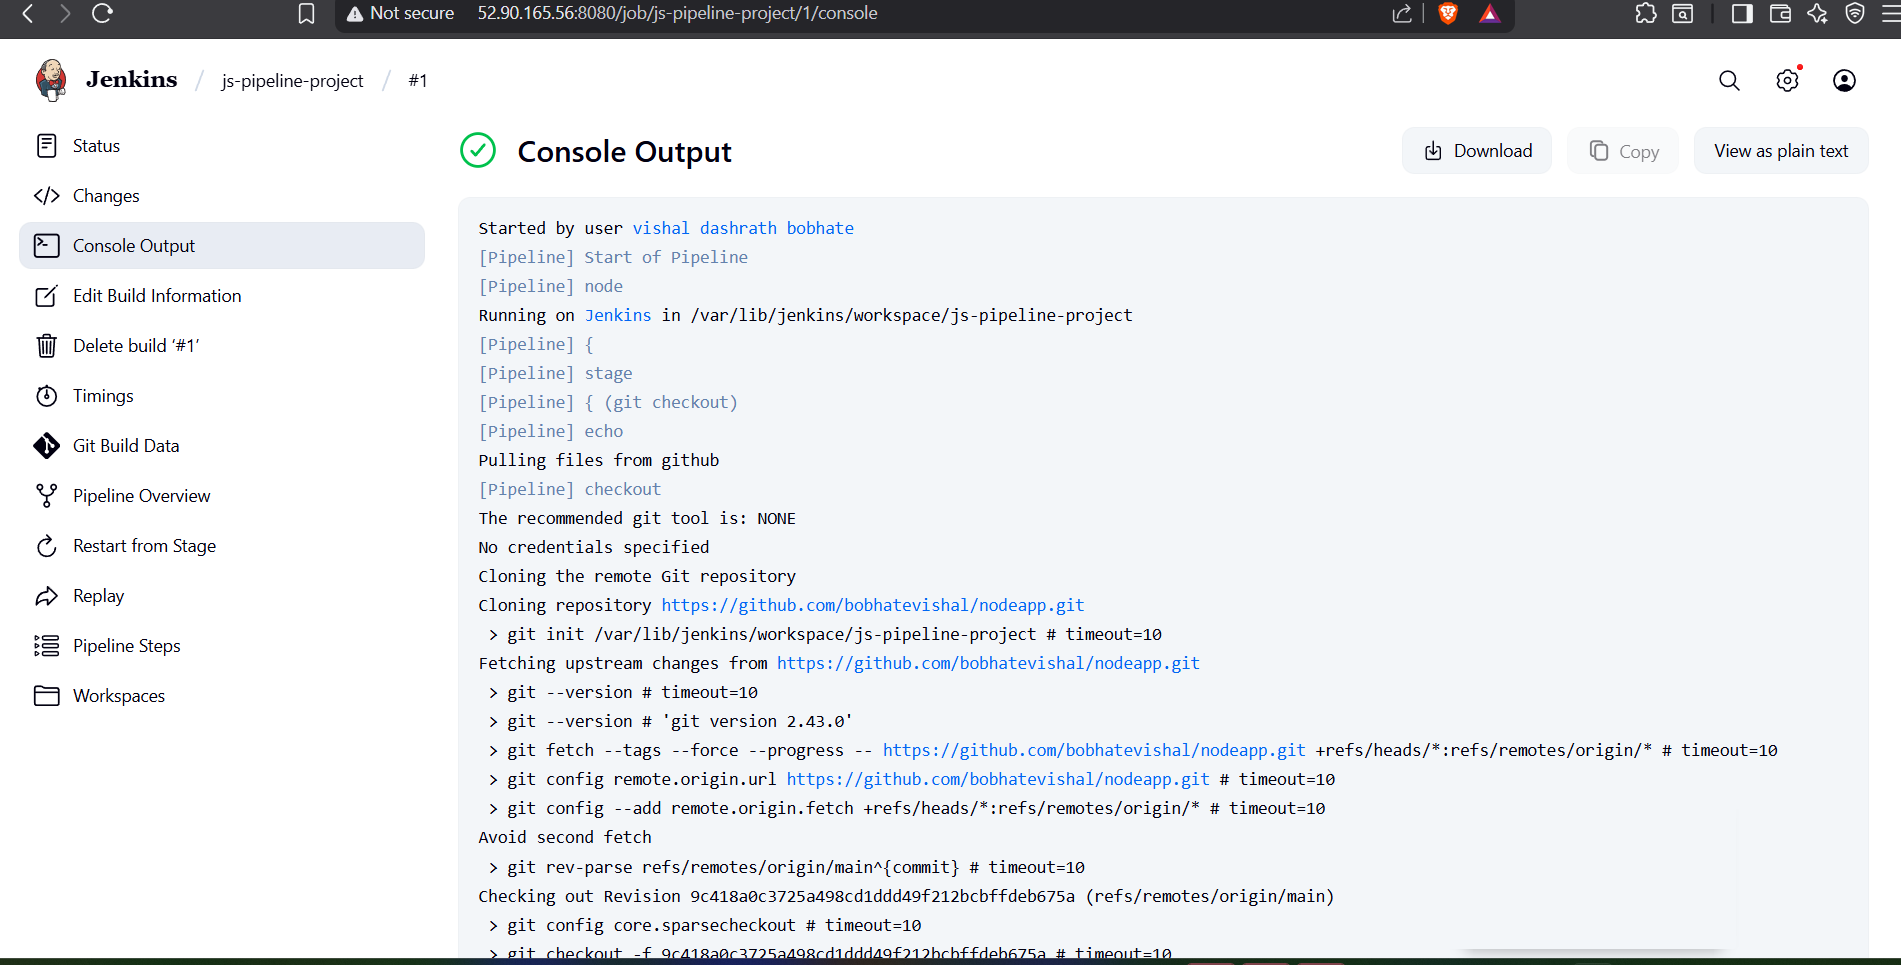 Not secure 52.90.165.56:8080/job/js-pipeline-project/1/console
Jenkins / js-pipeline-project / #1
Status
Changes
Console Output
Edit Build Information
Delete build ‘#1’
Timings
Git Build Data
Pipeline Overview
Restart from Stage
Replay
Pipeline Steps
Workspaces
Console Output
Download
Copy
View as plain text
Started by user vishal dashrath bobhate
[Pipeline] Start of Pipeline
[Pipeline] node
Running on Jenkins in /var/lib/jenkins/workspace/js-pipeline-project
[Pipeline] {
[Pipeline] stage
[Pipeline] { (git checkout)
[Pipeline] echo
Pulling files from github
[Pipeline] checkout
The recommended git tool is: NONE
No credentials specified
Cloning the remote Git repository
Cloning repository https://github.com/bobhatevishal/nodeapp.git
> git init /var/lib/jenkins/workspace/js-pipeline-project # timeout=10
Fetching upstream changes from https://github.com/bobhatevishal/nodeapp.git
> git --version # timeout=10
> git --version # 'git version 2.43.0'
> git fetch --tags --force --progress -- https://github.com/bobhatevishal/nodeapp.git +refs/heads/*:refs/remotes/origin/* # timeout=10
> git config remote.origin.url https://github.com/bobhatevishal/nodeapp.git # timeout=10
> git config --add remote.origin.fetch +refs/heads/*:refs/remotes/origin/* # timeout=10
Avoid second fetch
> git rev-parse refs/remotes/origin/main^{commit} # timeout=10
Checking out Revision 9c418a0c3725a498cd1ddd49f212bcbffdeb675a (refs/remotes/origin/main)
> git config core.sparsecheckout # timeout=10
> git checkout -f 9c418a0c3725a498cd1ddd49f212bcbffdeb675a # timeout=10